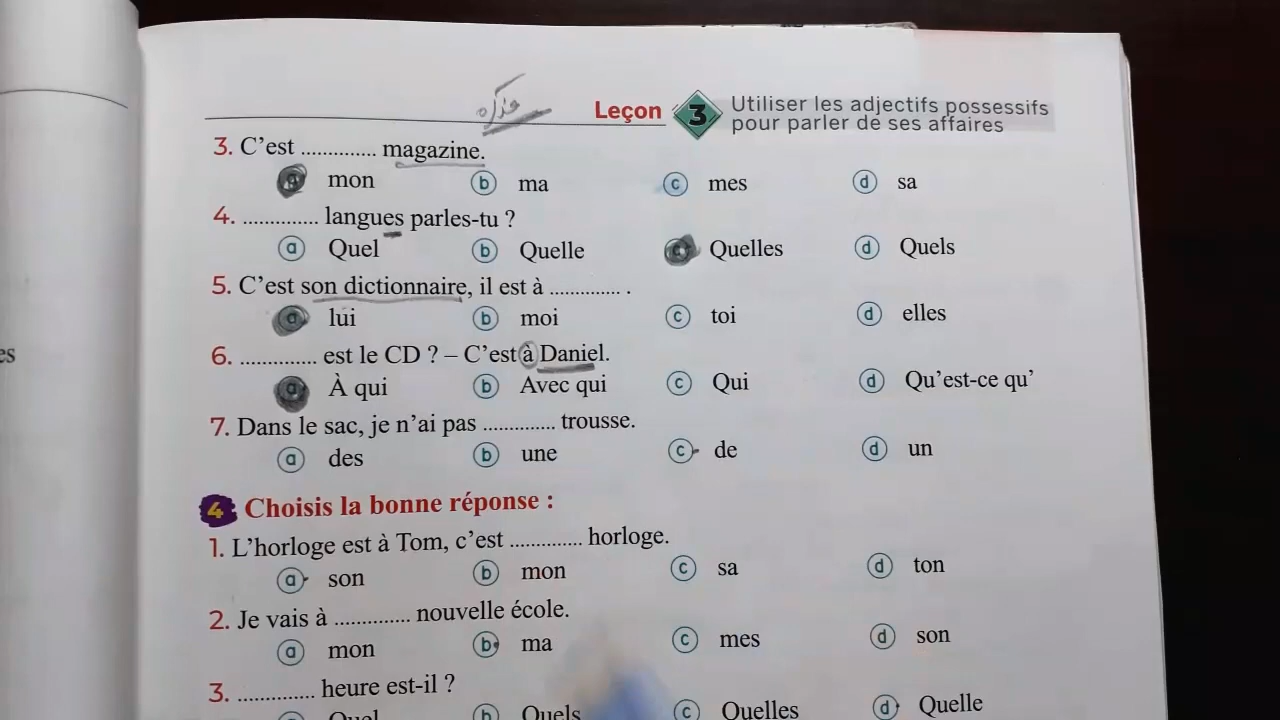 Leçon 3 Utiliser les adjectifs possessifs
pour parler de ses affaires
3. C'est .............. magazine.
a mon b ma c mes d sa
4. .............. langues parles-tu ?
a Quel b Quelle c Quelles d Quels
5. C'est son dictionnaire, il est à .............. .
a lui b moi c toi d elles
6. .............. est le CD ? – C'est à Daniel.
a À qui b Avec qui c Qui d Qu'est-ce qu'
7. Dans le sac, je n'ai pas .............. trousse.
a des b une c de d un
4 Choisis la bonne réponse :
1. L'horloge est à Tom, c'est .............. horloge.
a son b mon c sa d ton
2. Je vais à .............. nouvelle école.
a mon b ma c mes d son
3. .............. heure est-il ?
Quel b Quels c Quelles d Quelle
es